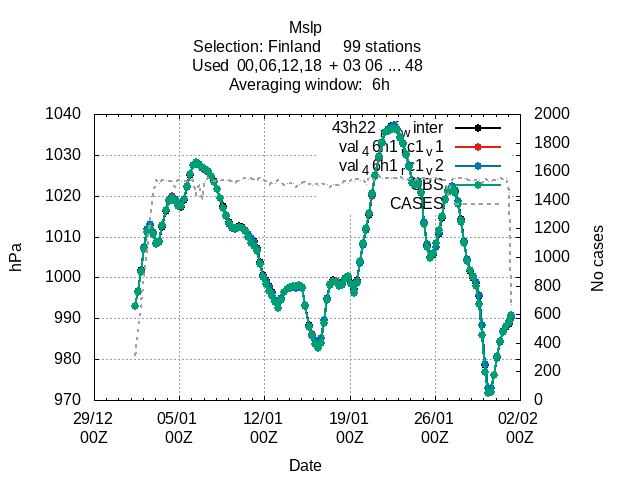 Mslp
Selection: Finland 99 stations
Used 00,06,12,18 + 03 06 ... 48
Averaging window: 6h
1040
1030
1020
1010
1000
990
980
970
hPa
2000
1800
1600
1400
1200
1000
800
600
400
200
0
No cases
43h22rwinter
val46h1rc1v1
val46h1rc1v2
OBS
CASES
29/12 05/01 12/01 19/01 26/01 02/02
00Z 00Z 00Z 00Z 00Z 00Z
Date